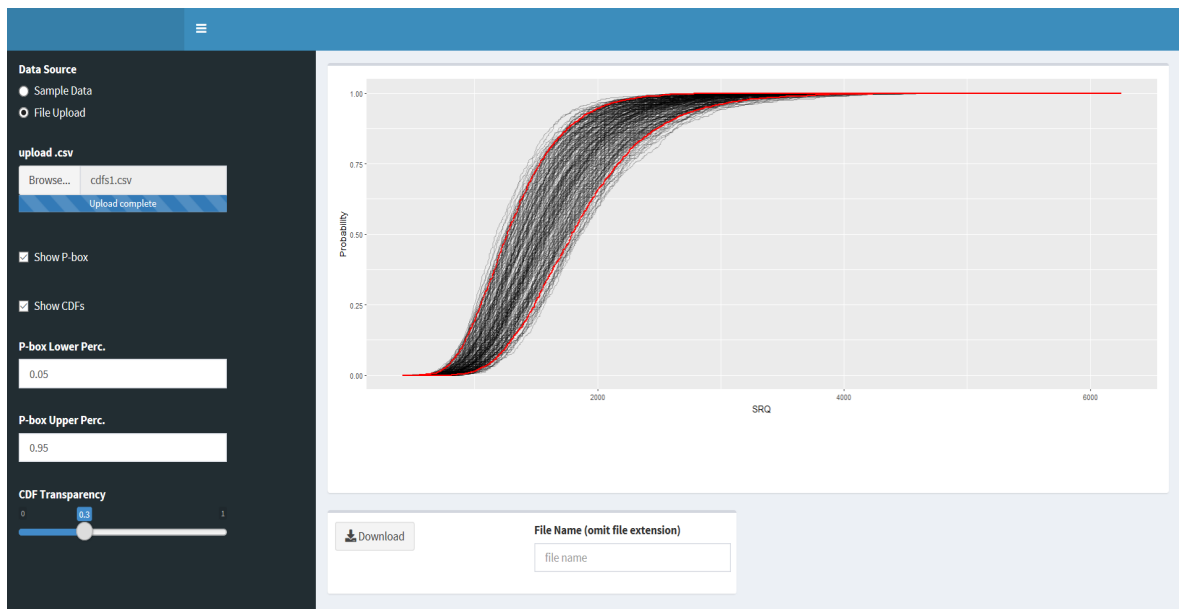 Data Source
Sample Data
File Upload
upload .csv
Browse... cdfs1.csv
Upload complete
Show P-box
Show CDFs
P-box Lower Perc.
0.05
P-box Upper Perc.
0.95
CDF Transparency
0 0.3 1
1.00
0.75
0.50
0.25
0.00
Probability
2000 4000 6000
SRQ
Download
File Name (omit file extension)
file name